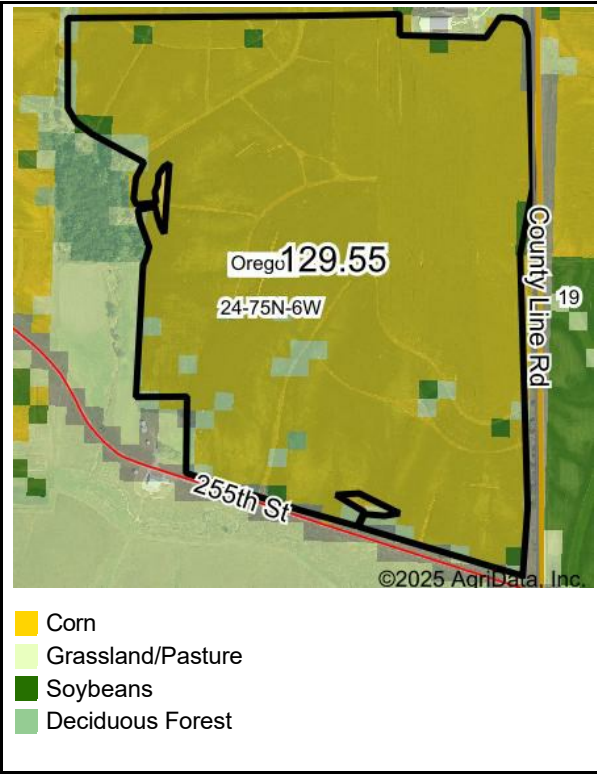 Orego
129.55
24-75N-6W
County Line Rd
19
255th St
©2025 AgriData, Inc.
Corn
Grassland/Pasture
Soybeans
Deciduous Forest